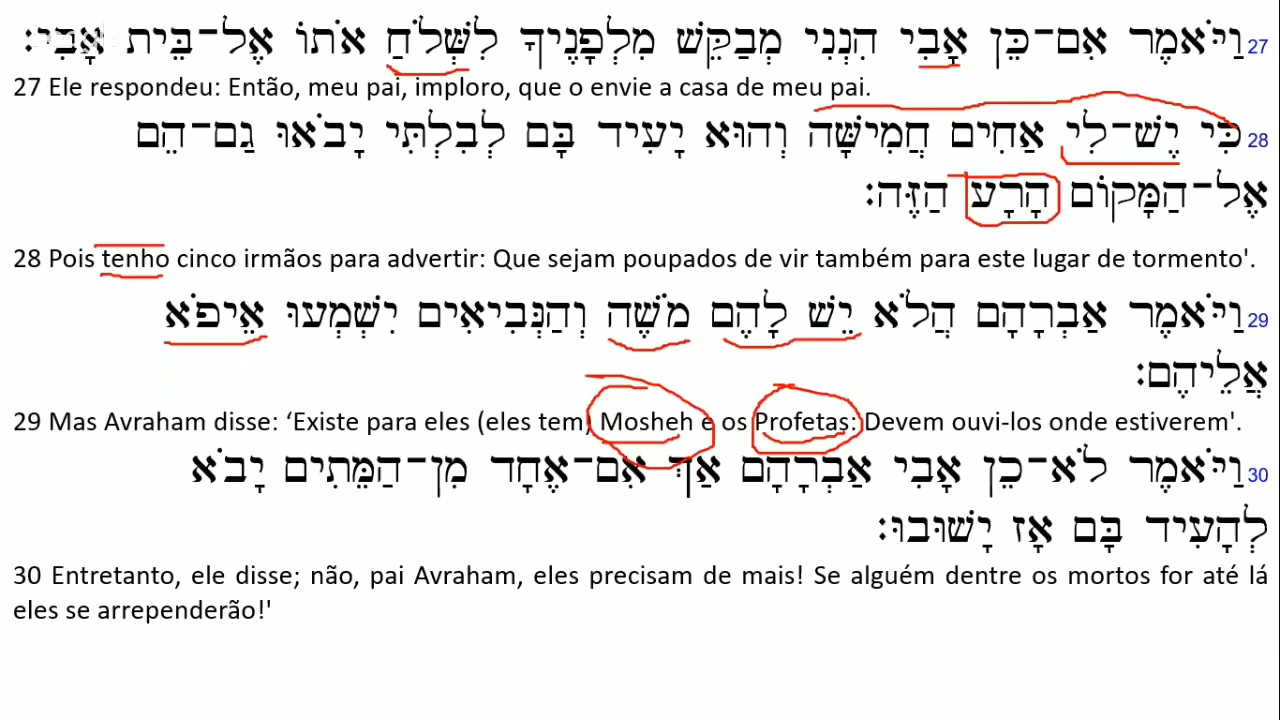 27 וַיֹּאמֶר אִם־כֵּן אָבִי הִנְנִי מְבַקֵּשׁ מִלְּפָנֶיךָ לִשְׁלֹחַ אֹתוֹ אֶל־בֵּית אָבִי׃
27 Ele respondeu: Então, meu pai, imploro, que o envie a casa de meu pai.
28 כִּי יֶשׁ־לִי אַחִים חֲמִישָּׁה וְהוּא יָעִיד בָּם לְבִלְתִּי יָבֹאוּ גַם־הֵם
אֶל־הַמָּקוֹם הָרָע הַזֶּה׃
28 Pois tenho cinco irmãos para advertir: Que sejam poupados de vir também para este lugar de tormento'.
29 וַיֹּאמֶר אַבְרָהָם הֲלֹא יֵשׁ לָהֶם מֹשֶׁה וְהַנְּבִיאִים יִשְׁמְעוּ אֵיפֹא
אֲלֵיהֶם׃
29 Mas Avraham disse: ‘Existe para eles (eles tem) Mosheh e os Profetas: Devem ouvi-los onde estiverem'.
30 וַיֹּאמֶר לֹא־כֵן אָבִי אַבְרָהָם אַךְ אִם־אֶחָד מִן־הַמֵּתִים יָבֹא
לְהָעִיד בָּם אָז יָשׁוּבוּ׃
30 Entretanto, ele disse; não, pai Avraham, eles precisam de mais! Se alguém dentre os mortos for até lá
eles se arrependerão!'